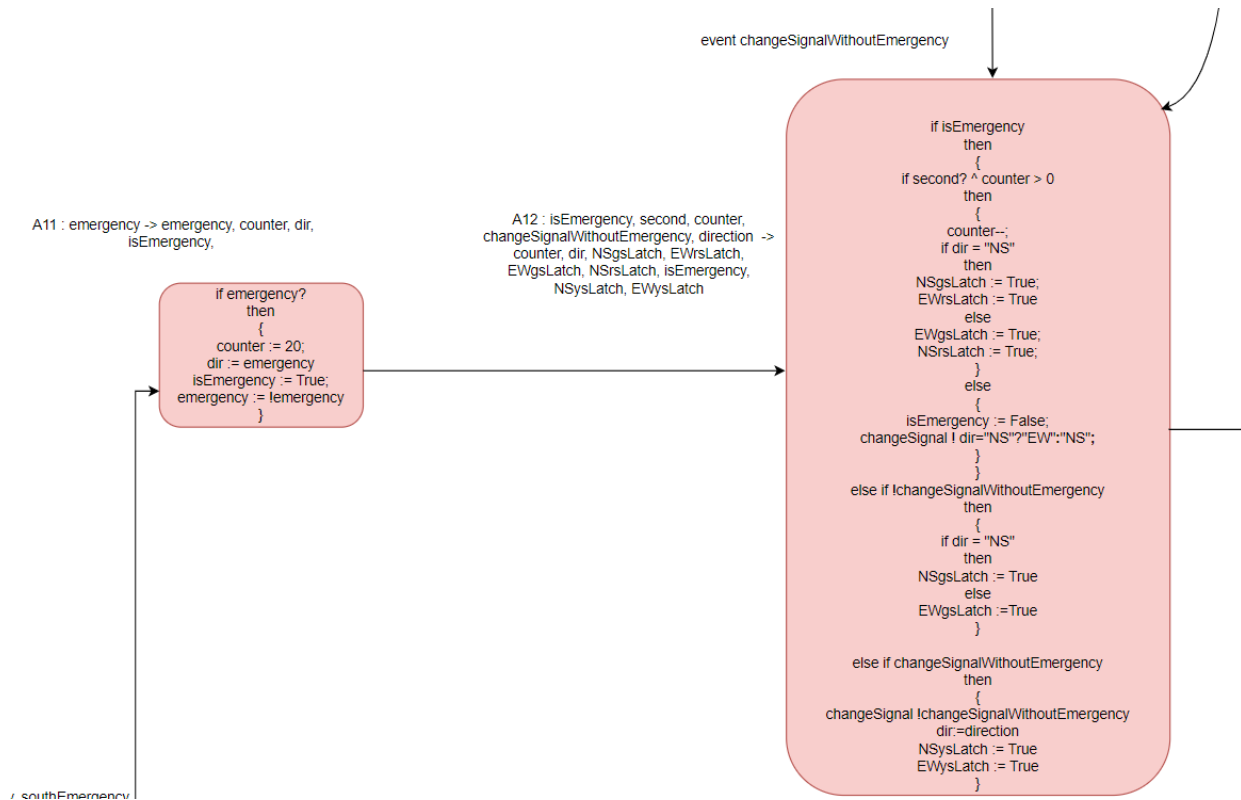 event changeSignalWithoutEmergency
A11 : emergency -> emergency, counter, dir,
isEmergency,
if emergency?
then
{
counter := 20;
dir := emergency
isEmergency := True;
emergency := !emergency
}
A12 : isEmergency, second, counter,
changeSignalWithoutEmergency, direction ->
counter, dir, NSgsLatch, EWrsLatch,
EWgsLatch, NSrsLatch, isEmergency,
NSysLatch, EWysLatch
if isEmergency
then
{
if second? ^ counter > 0
then
{
counter--;
if dir = "NS"
then
NSgsLatch := True;
EWrsLatch := True
else
EWgsLatch := True;
NSrsLatch := True;
}
else
{
isEmergency := False;
changeSignal ! dir="NS"?"EW":"NS";
}
}
else if !changeSignalWithoutEmergency
then
{
if dir = "NS"
then
NSgsLatch := True
else
EWgsLatch :=True
}
else if changeSignalWithoutEmergency
then
{
changeSignal !changeSignalWithoutEmergency
dir:=direction
NSysLatch := True
EWysLatch := True
}
southEmergency